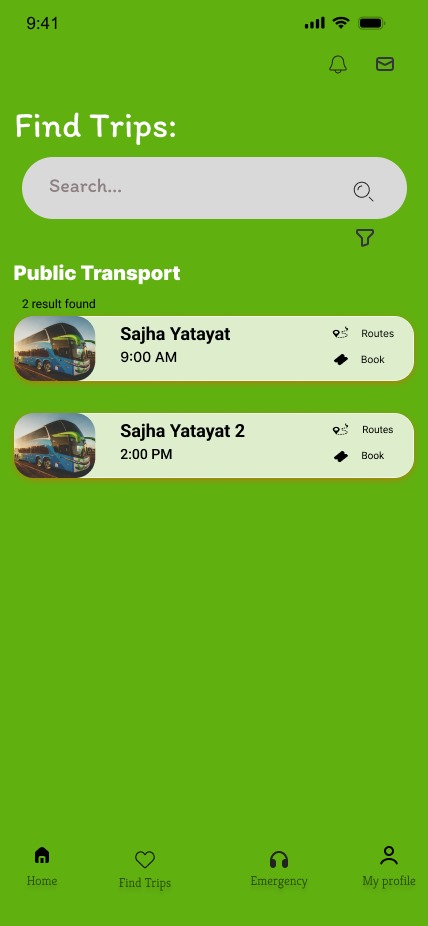 9:41
Find Trips:
Search...
Public Transport
2 result found
Sajha Yatayat
9:00 AM
Routes
Book
Sajha Yatayat 2
2:00 PM
Routes
Book
Home
Find Trips
Emergency
My profile